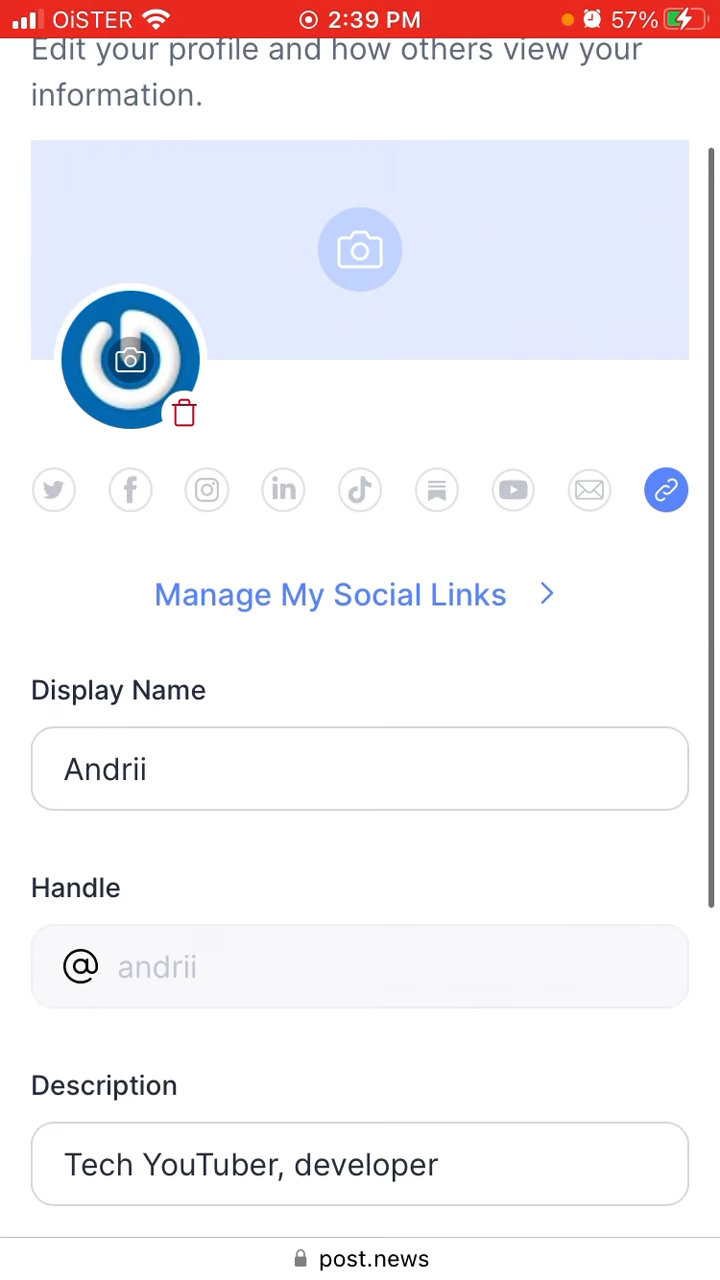 OiSTER 2:39 PM 57%
Edit your profile and how others view your
information.
Manage My Social Links
Display Name
Andrii
Handle
@ andrii
Description
Tech YouTuber, developer
post.news